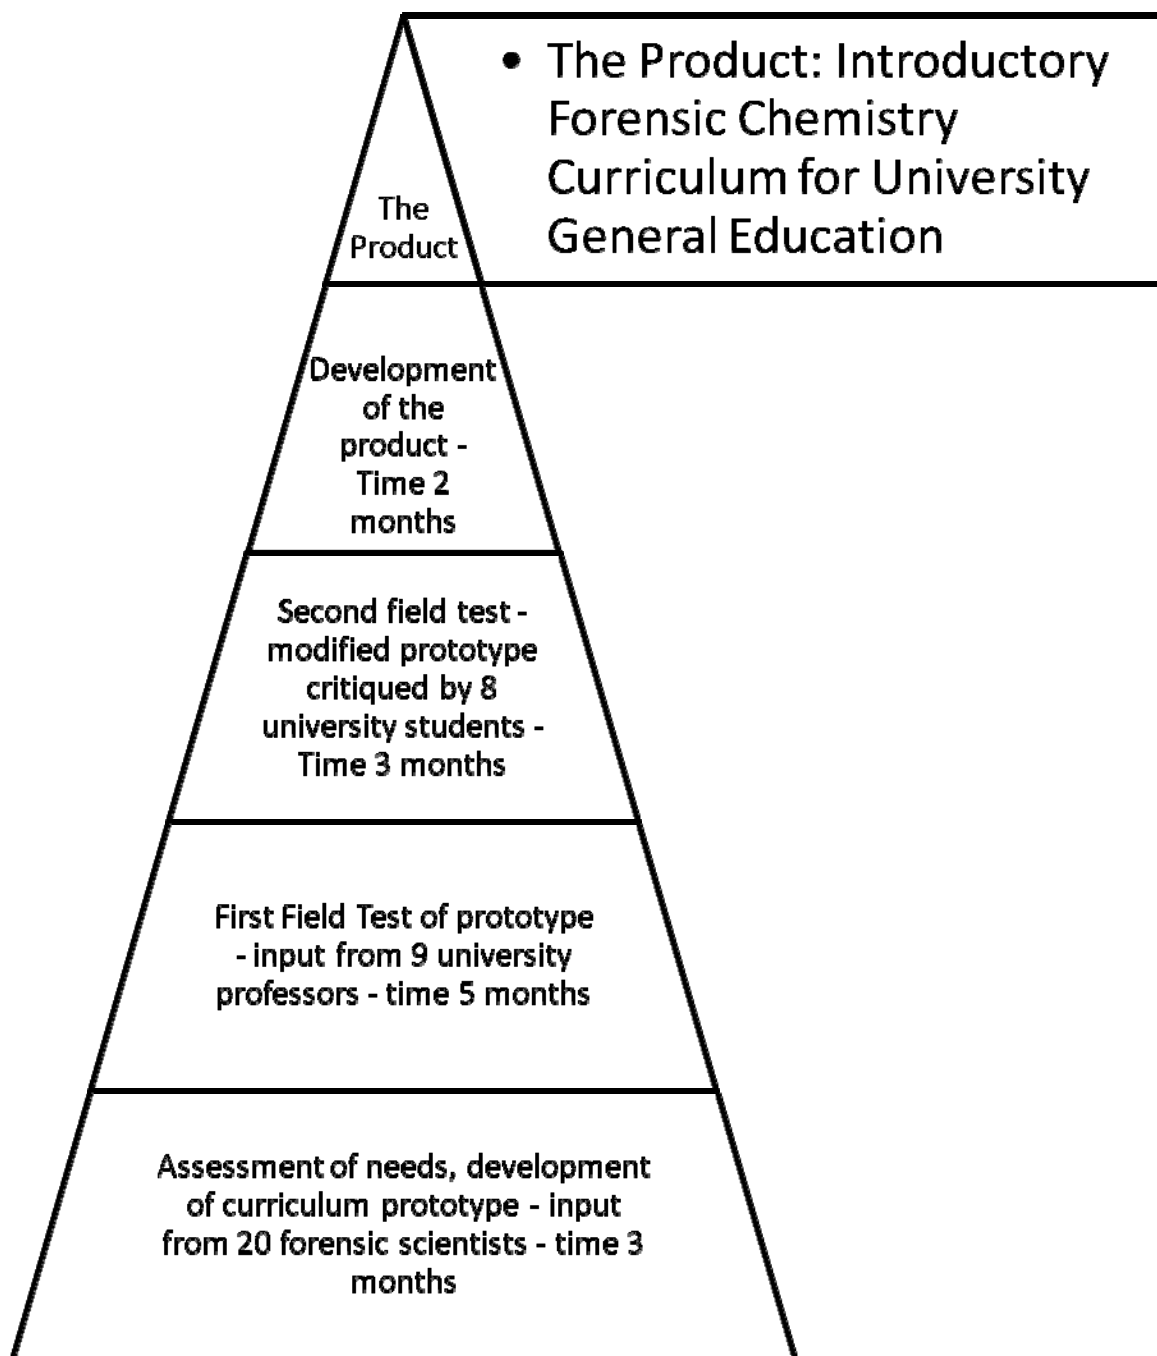 • The Product: Introductory
Forensic Chemistry
Curriculum for University
General Education
The
Product
Development
of the
product -
Time 2
months
Second field test -
modified prototype
critiqued by 8
university students -
Time 3 months
First Field Test of prototype
- input from 9 university
professors - time 5 months
Assessment of needs, development
of curriculum prototype - input
from 20 forensic scientists - time 3
months